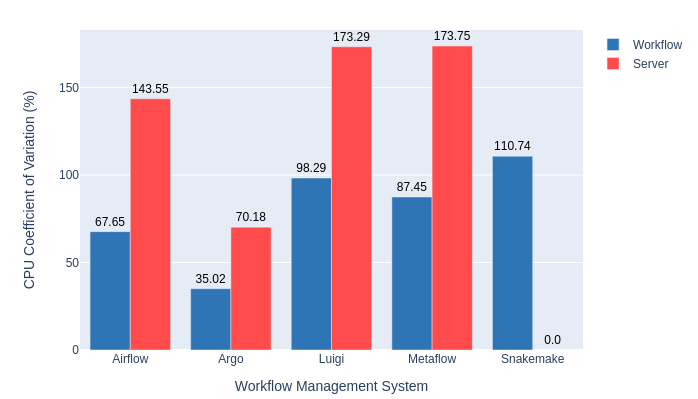 Workflow
Server
CPU Coefficient of Variation (%)
150
100
50
0
67.65
143.55
35.02
70.18
98.29
173.29
87.45
173.75
110.74
0.0
Airflow
Argo
Luigi
Metaflow
Snakemake
Workflow Management System